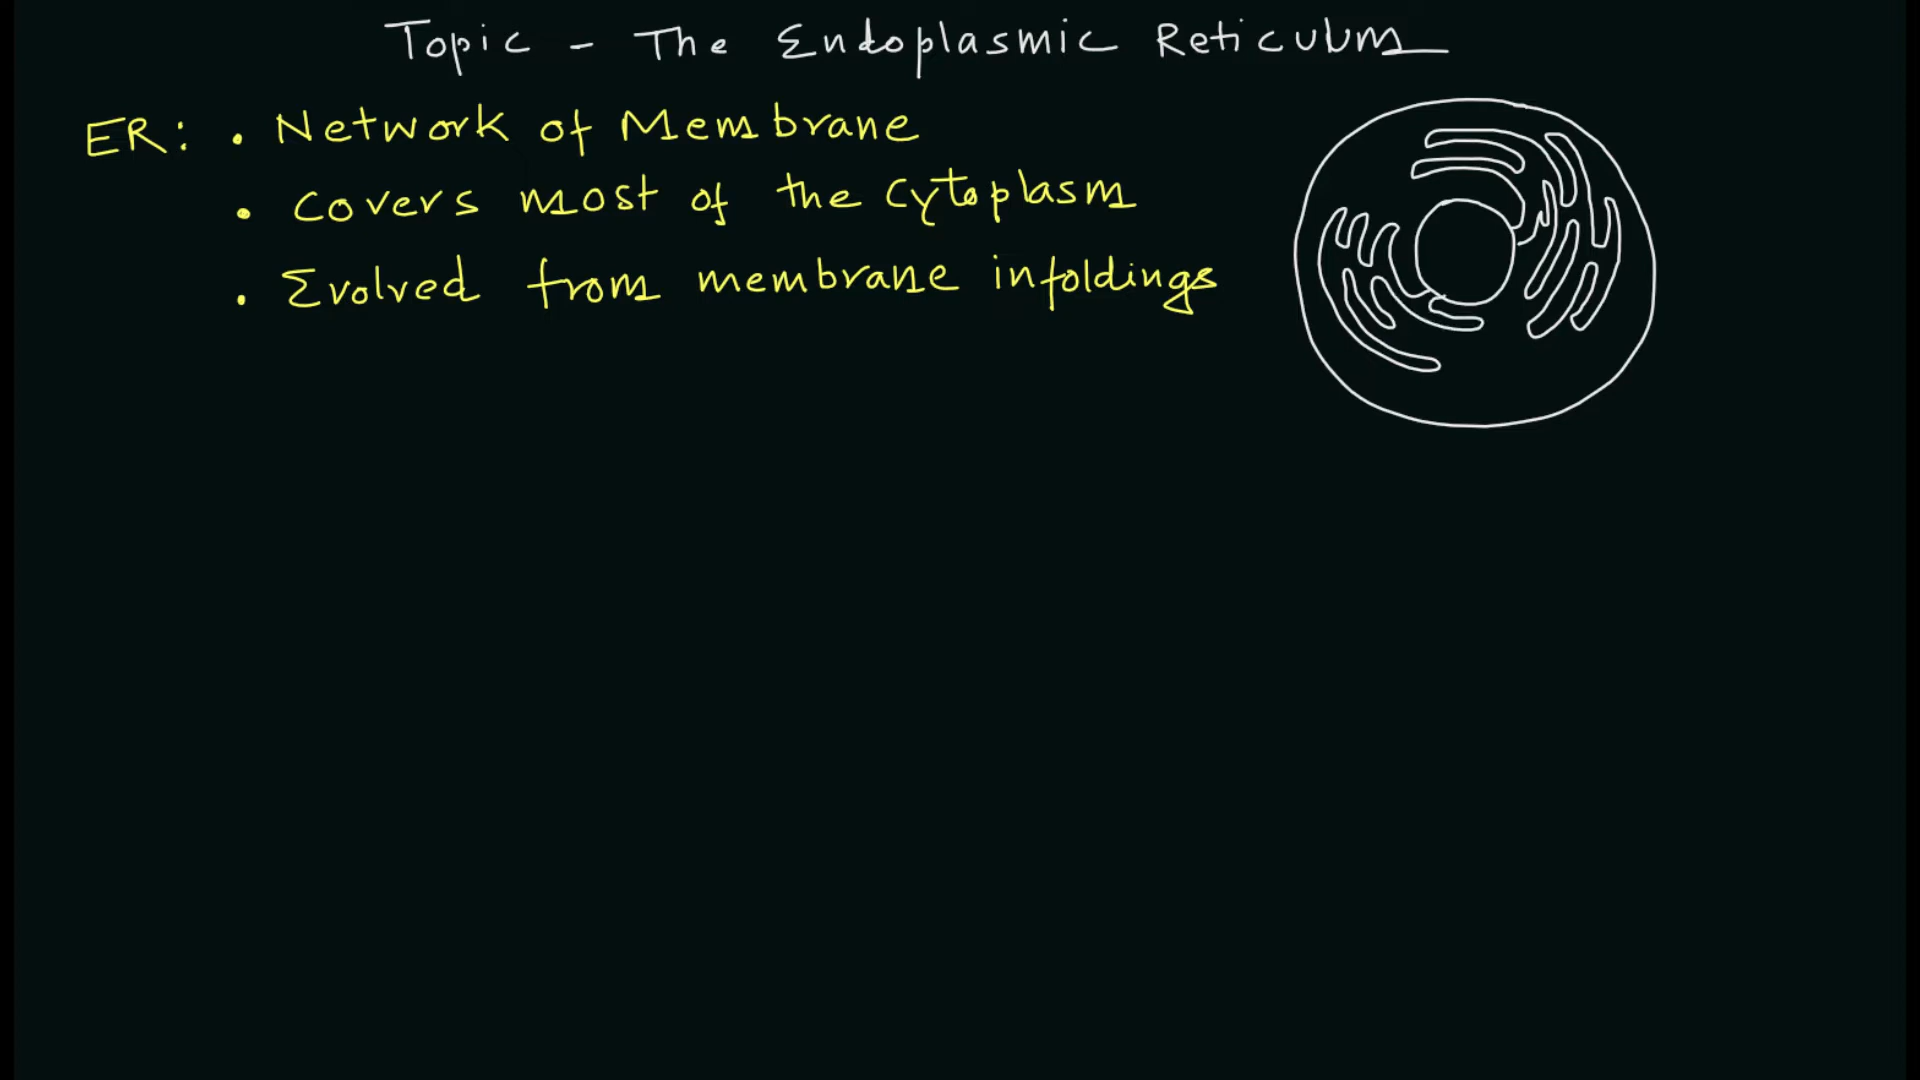 Topic - The Endoplasmic Reticulum
ER: • Network of Membrane
• Covers most of the Cytoplasm
• Evolved from membrane infoldings